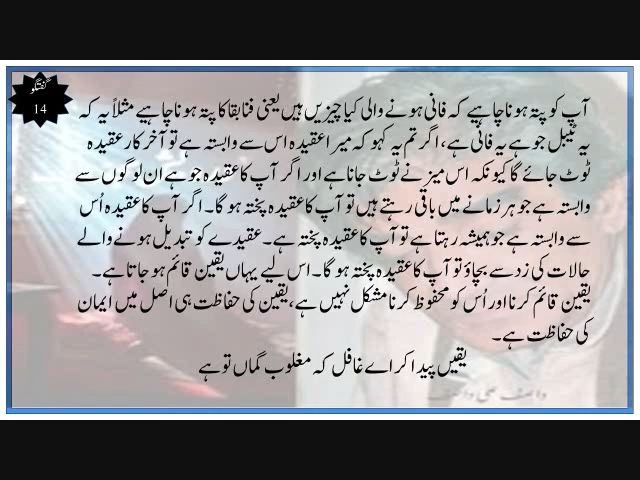 گفتگو
14
آپ کو پتہ ہونا چاہیے کہ فانی ہونے والی کیا چیزیں ہیں یعنی فنا بقا کا پتہ ہونا چاہیے مثلاً یہ کہ
یہ ٹیبل جو ہے یہ فانی ہے، اگر تم یہ کہو کہ میرا عقیدہ اس سے وابستہ ہے تو آخر کار عقیدہ
ٹوٹ جائے گا کیونکہ اس میز نے ٹوٹ جانا ہے اور اگر آپ کا عقیدہ جو ہے ان لوگوں سے
وابستہ ہے جو ہر زمانے میں باقی رہتے ہیں تو آپ کا عقیدہ پختہ ہو گا۔ اگر آپ کا عقیدہ اُس
سے وابستہ ہے جو ہمیشہ رہتا ہے تو آپ کا عقیدہ پختہ ہے۔ عقیدے کو تبدیل ہونے والے
حالات کی زد سے بچاؤ تو آپ کا عقیدہ پختہ ہو گا۔ اس لیے یہاں یقین قائم ہو جاتا ہے۔
یقین قائم کرنا اور اُس کو محفوظ کرنا مشکل نہیں ہے، یقین کی حفاظت ہی اصل میں ایمان
کی حفاظت ہے۔
یقیں پیدا کر اے غافل کہ مغلوب گماں تو ہے
واصف علی واصف